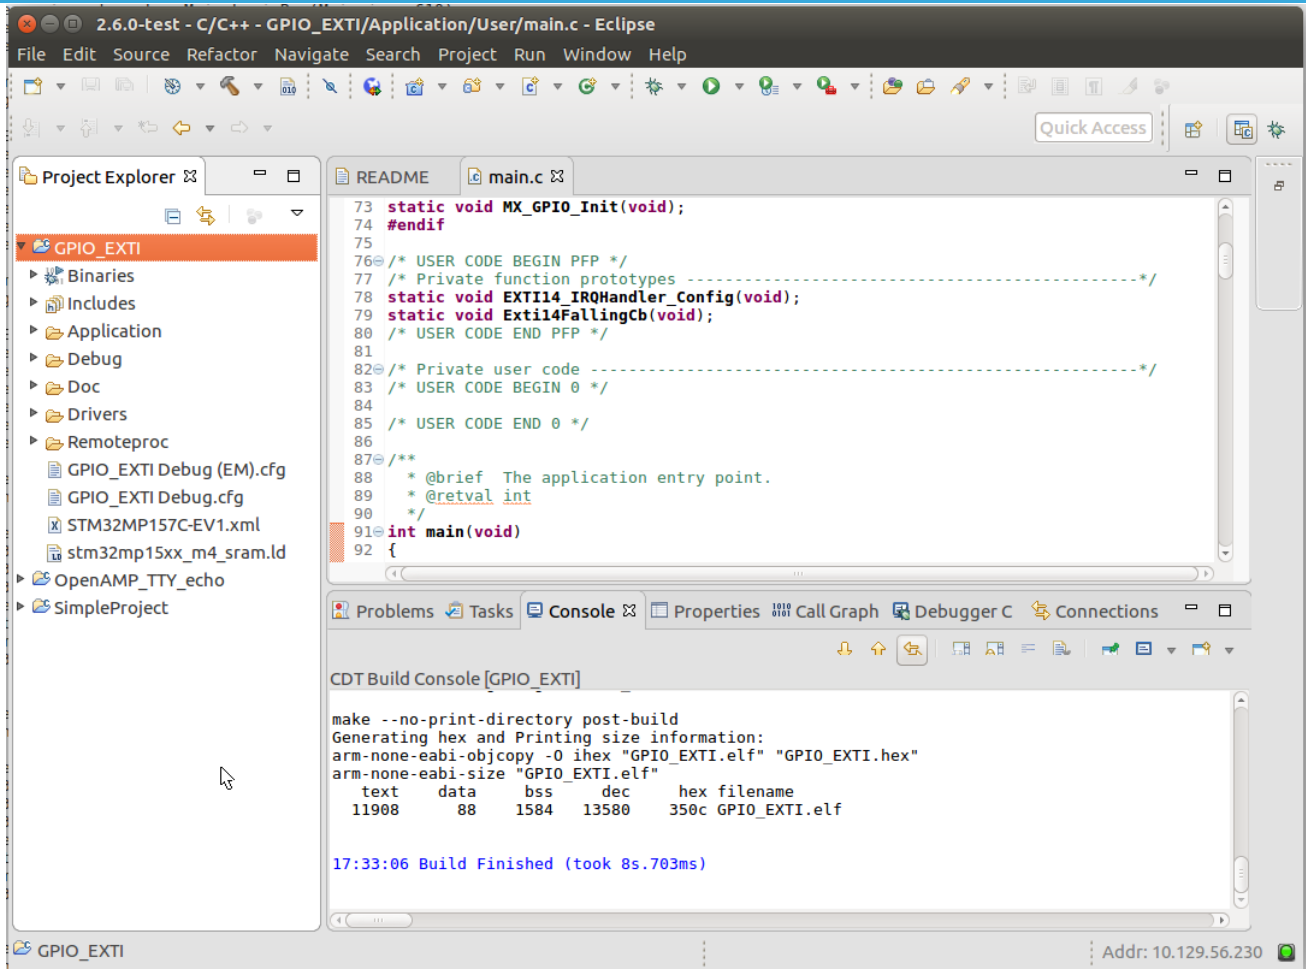 2.6.0-test - C/C++ - GPIO_EXTI/Application/User/main.c - Eclipse
File Edit Source Refactor Navigate Search Project Run Window Help
Quick Access
Project Explorer
GPIO_EXTI
Binaries
Includes
Application
Debug
Doc
Drivers
Remoteproc
GPIO_EXTI Debug (EM).cfg
GPIO_EXTI Debug.cfg
STM32MP157C-EV1.xml
stm32mp15xx_m4_sram.ld
OpenAMP_TTY_echo
SimpleProject
README main.c
73 static void MX_GPIO_Init(void);
74 #endif
75
76 /* USER CODE BEGIN PFP */
77 /* Private function prototypes -----------------------------------------------*/
78 static void EXTI14_IRQHandler_Config(void);
79 static void Exti14FallingCb(void);
80 /* USER CODE END PFP */
81
82 /* Private user code ---------------------------------------------------------*/
83 /* USER CODE BEGIN 0 */
84
85 /* USER CODE END 0 */
86
87 /**
88 * @brief The application entry point.
89 * @retval int
90 */
91 int main(void)
92 {
Problems Tasks Console Properties Call Graph Debugger C Connections
CDT Build Console [GPIO_EXTI]
make --no-print-directory post-build
Generating hex and Printing size information:
arm-none-eabi-objcopy -O ihex "GPIO_EXTI.elf" "GPIO_EXTI.hex"
arm-none-eabi-size "GPIO_EXTI.elf"
text data bss dec hex filename
11908 88 1584 13580 350c GPIO_EXTI.elf
17:33:06 Build Finished (took 8s.703ms)
GPIO_EXTI
Addr: 10.129.56.230